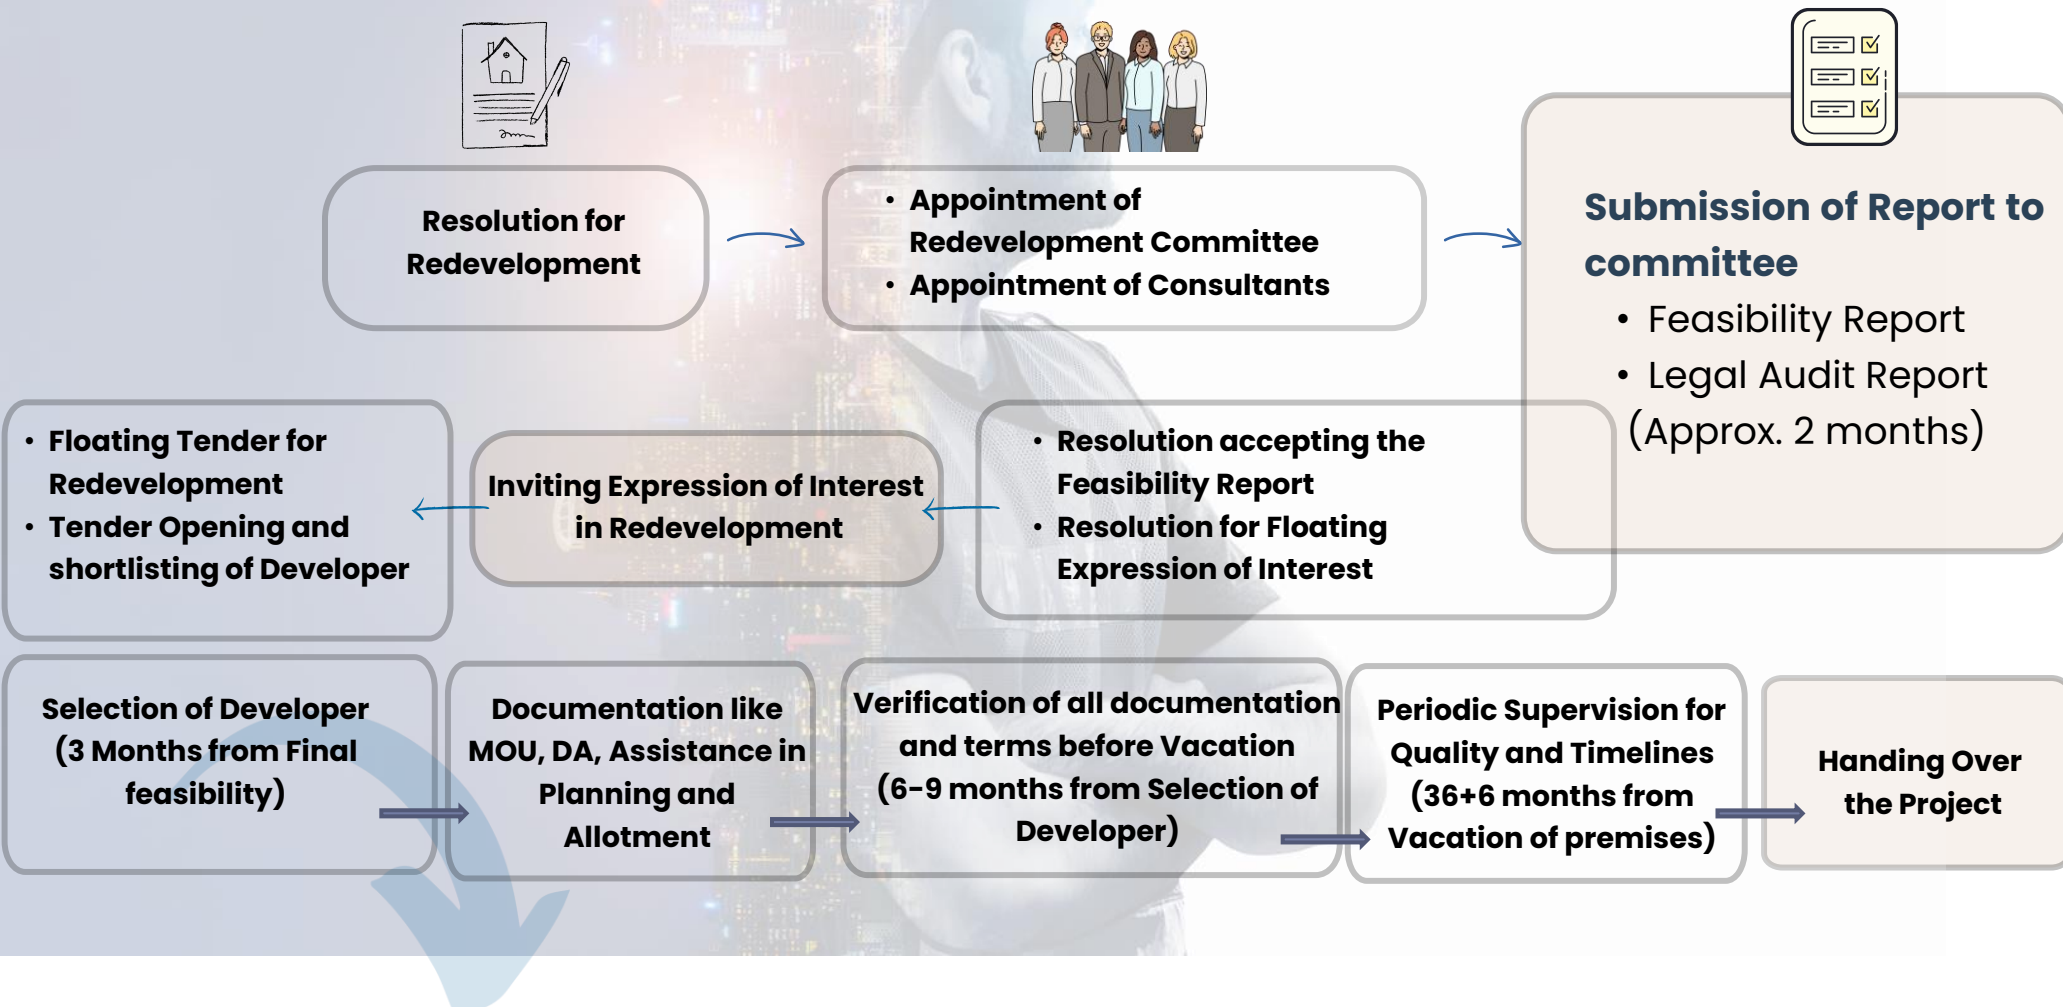 Resolution for
Redevelopment
• Appointment of
Redevelopment Committee
• Appointment of Consultants
Submission of Report to
committee
• Feasibility Report
• Legal Audit Report
(Approx. 2 months)
• Resolution accepting the
Feasibility Report
• Resolution for Floating
Expression of Interest
Inviting Expression of Interest
in Redevelopment
• Floating Tender for
Redevelopment
• Tender Opening and
shortlisting of Developer
Selection of Developer
(3 Months from Final
feasibility)
Documentation like
MOU, DA, Assistance in
Planning and
Allotment
Verification of all documentation
and terms before Vacation
(6-9 months from Selection of
Developer)
Periodic Supervision for
Quality and Timelines
(36+6 months from
Vacation of premises)
Handing Over
the Project